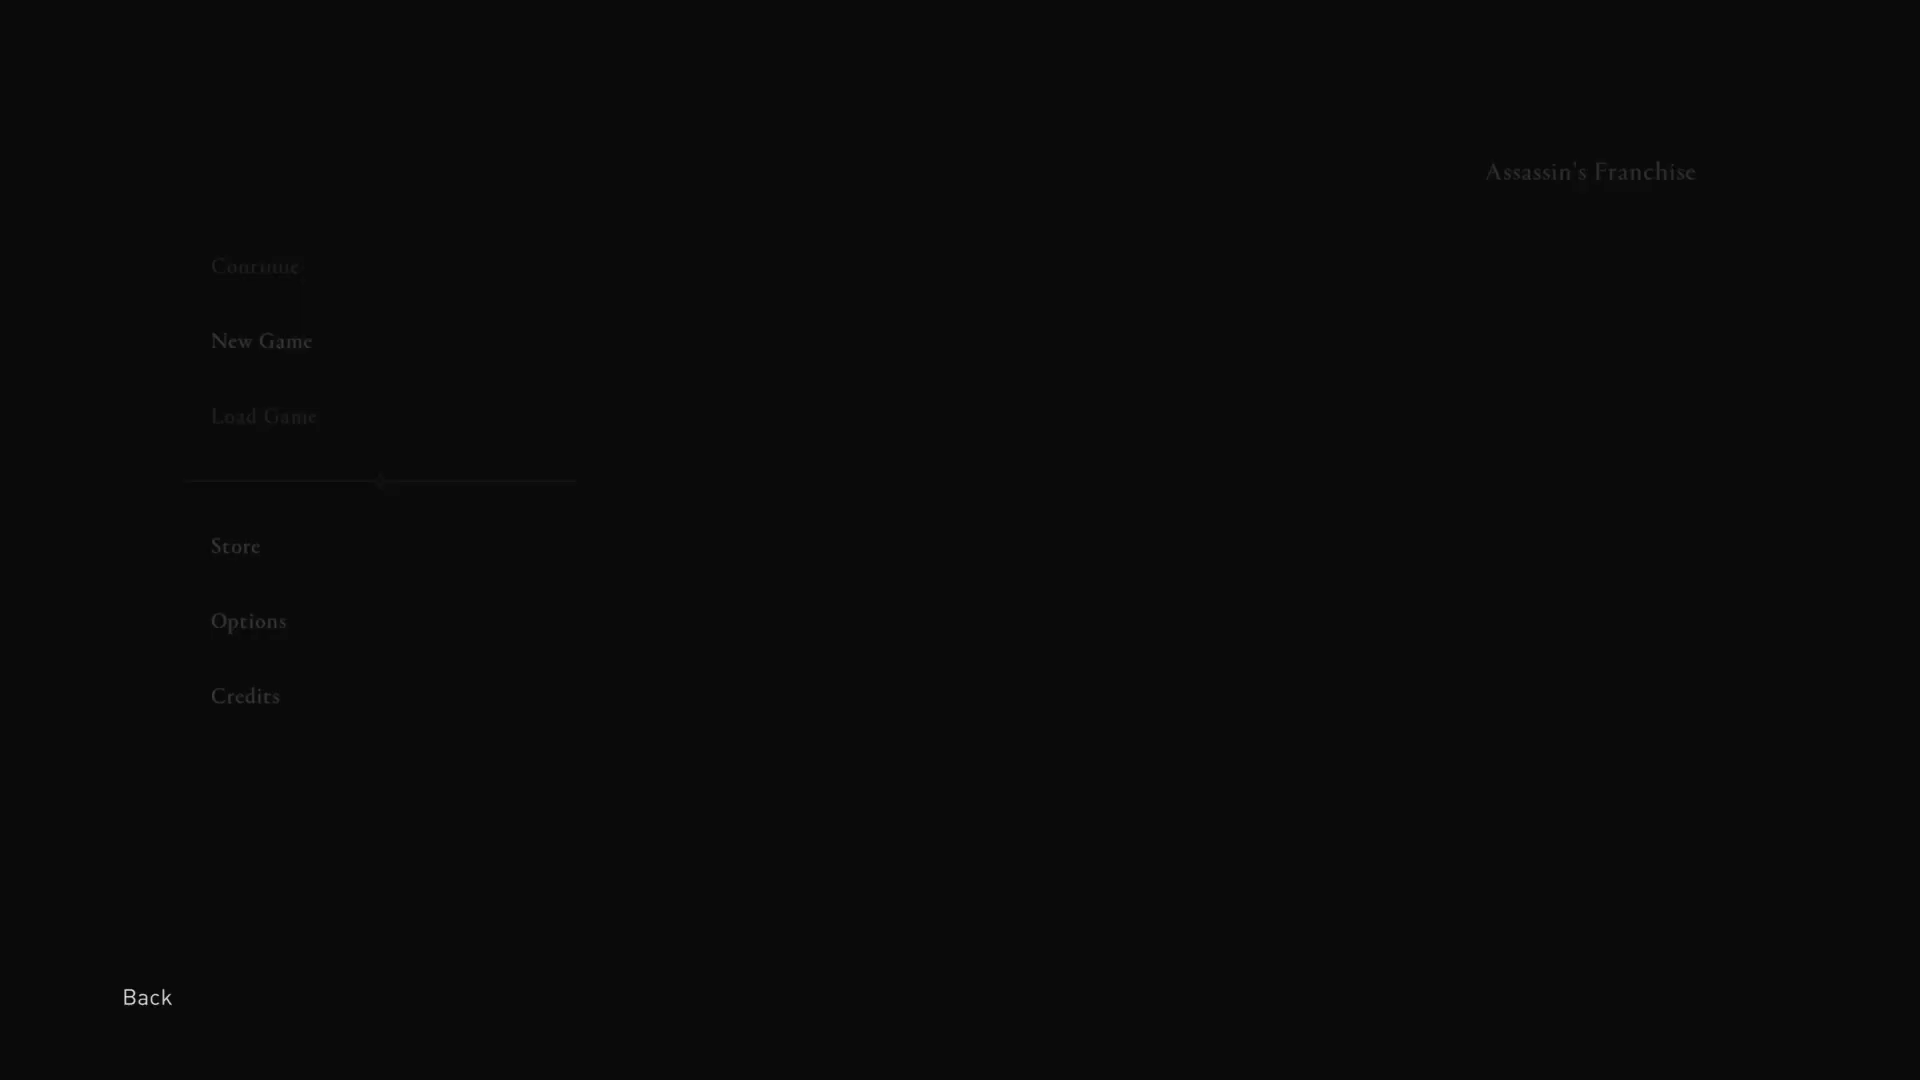 Assassin's Franchise
Continue
New Game
Load Game
Store
Options
Credits
Back